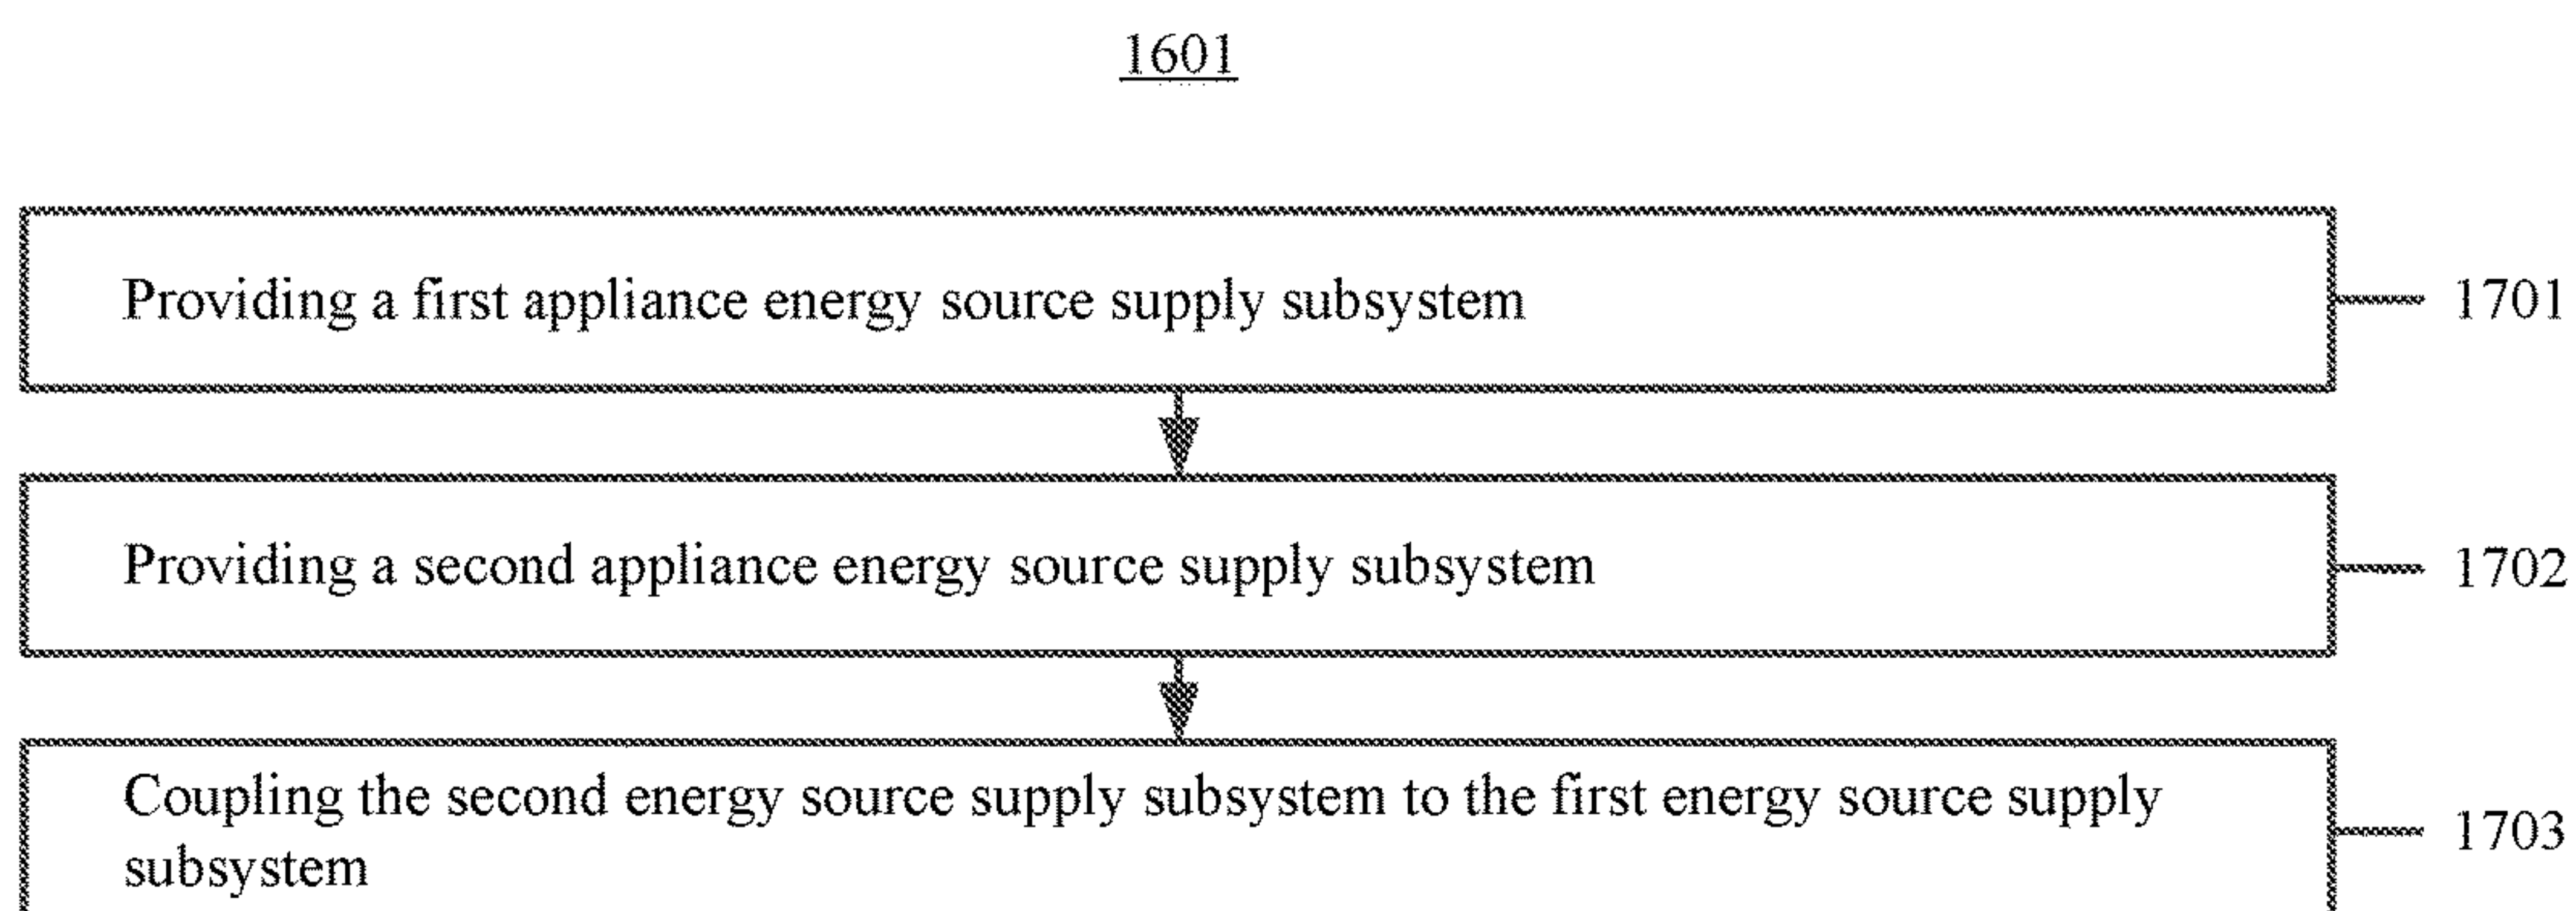 1601
Providing a first appliance energy source supply subsystem
1701
Providing a second appliance energy source supply subsystem
1702
Coupling the second energy source supply subsystem to the first energy source supply
subsystem
1703